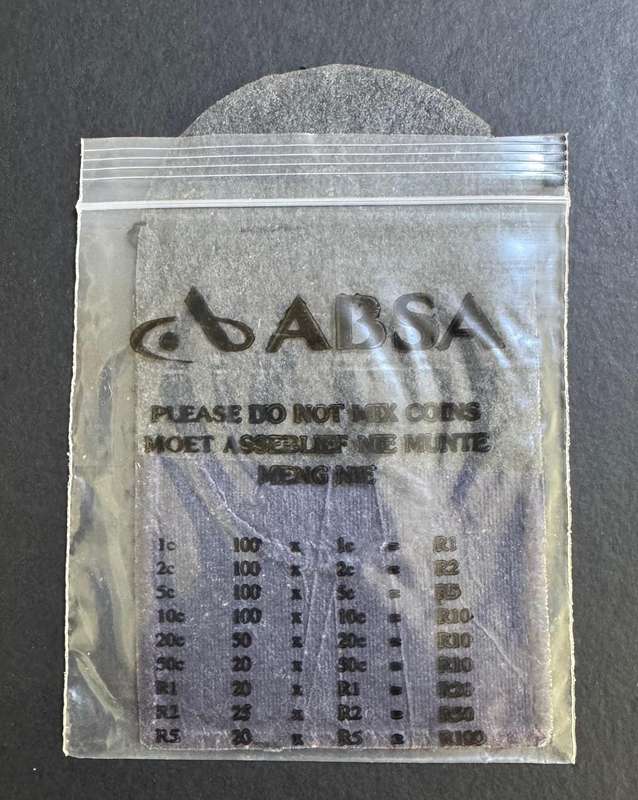 ABSA
PLEASE DO NOT MIX COINS
MOET ASSEBLIEF NIE MUNTE
MENG NIE
1c 100 x 1c = R1
2c 100 x 2c = R2
5c 100 x 5c = R5
10c 100 x 10c = R10
20c 50 x 20c = R10
50c 20 x 50c = R10
R1 20 x R1 = R20
R2 25 x R2 = R50
R5 20 x R5 = R100